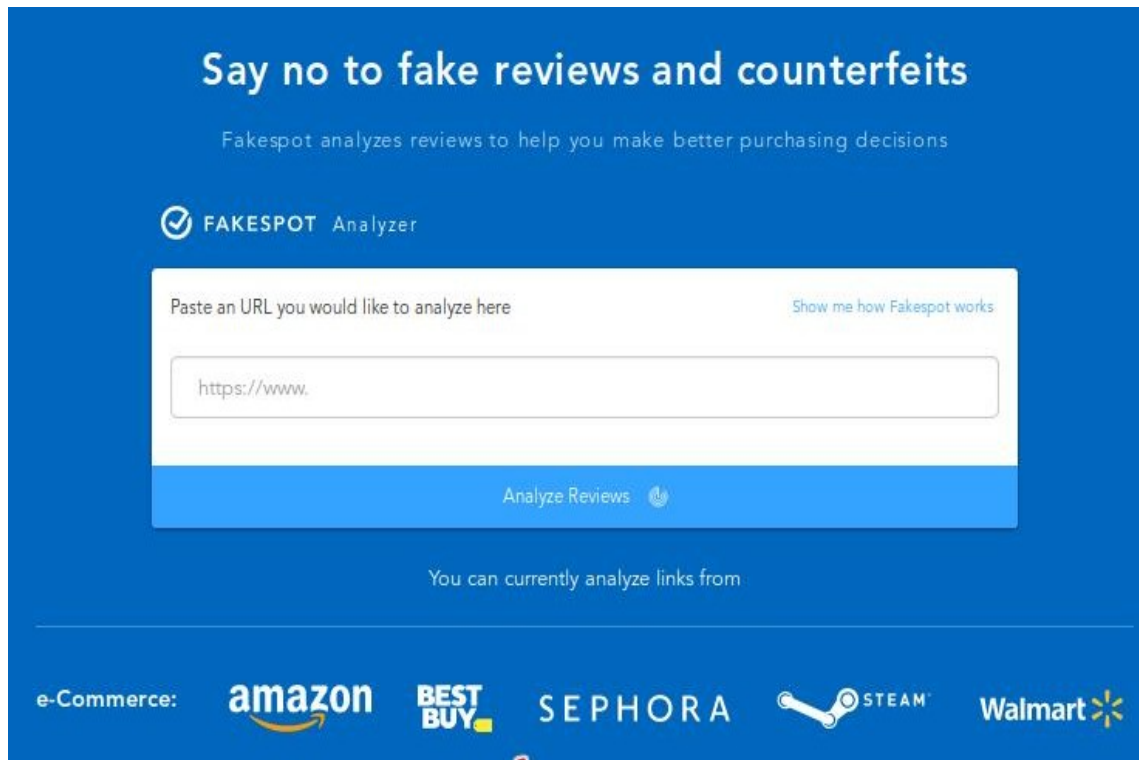 Say no to fake reviews and counterfeits
Fakespot analyzes reviews to help you make better purchasing decisions
FAKESPOT Analyzer
Paste an URL you would like to analyze here
Show me how Fakespot works
https://www.
Analyze Reviews
You can currently analyze links from
e-Commerce:
amazon
BEST
BUY
SEPHORA
STEAM
Walmart